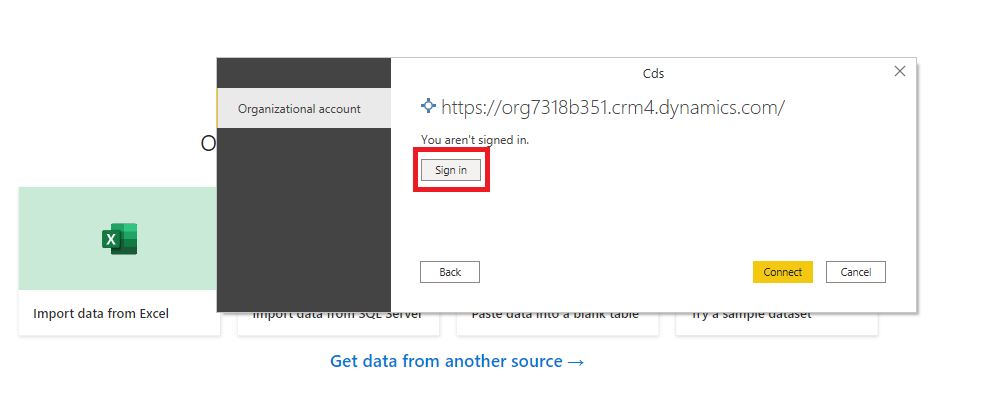 Cds
Organizational account
https://org7318b351.crm4.dynamics.com/
You aren't signed in.
Sign in
O
X
Back
Connect
Cancel
Import data from Excel
Import data from SQL Server
Paste data into a blank table
Try a sample dataset
Get data from another source →